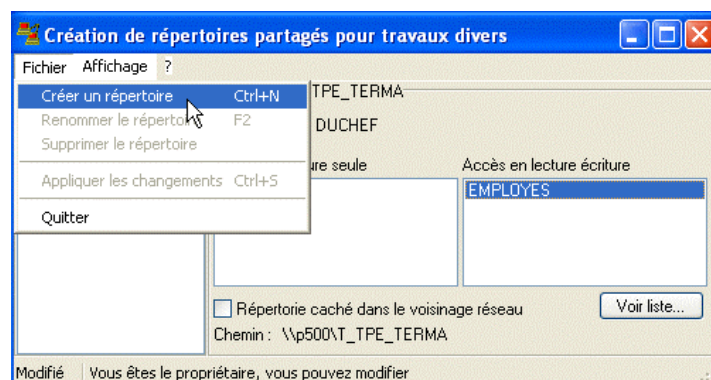 Création de répertoires partagés pour travaux divers
Fichier Affichage ?
Créer un répertoire Ctrl+N
TPE_TERMA
Renommer le répertoire F2
DUCHEF
Supprimer le répertoire
ure seule Accès en lecture écriture
Appliquer les changements Ctrl+S
EMPLOYES
Quitter
Répertorie caché dans le voisinage réseau Voir liste...
Chemin : \\p500\T_TPE_TERMA
Modifié Vous êtes le propriétaire, vous pouvez modifier